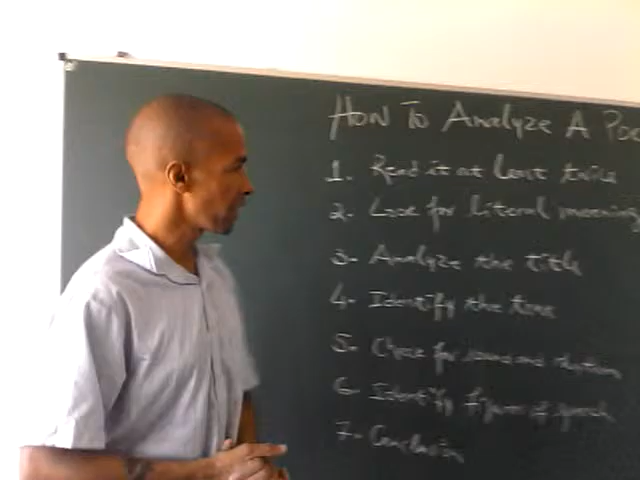 How To Analyze A Poe
1. Read it at least twice
2. Look for literal meaning
3- Analyze the title
4- Identify the tone
5- Check for sound and rhythm
6- Identify figures of speech
7- Conclusion